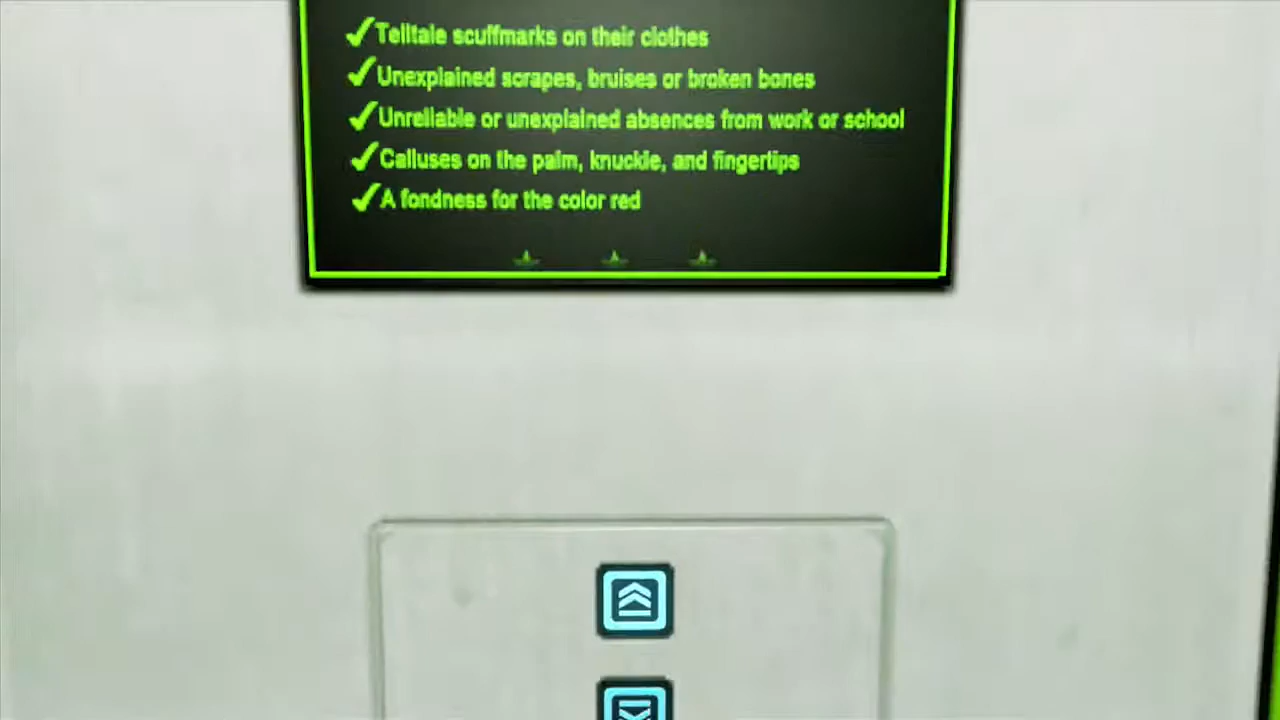 ✓Telltale scuffmarks on their clothes
✓Unexplained scrapes, bruises or broken bones
✓Unreliable or unexplained absences from work or school
✓Calluses on the palm, knuckle, and fingertips
✓A fondness for the color red